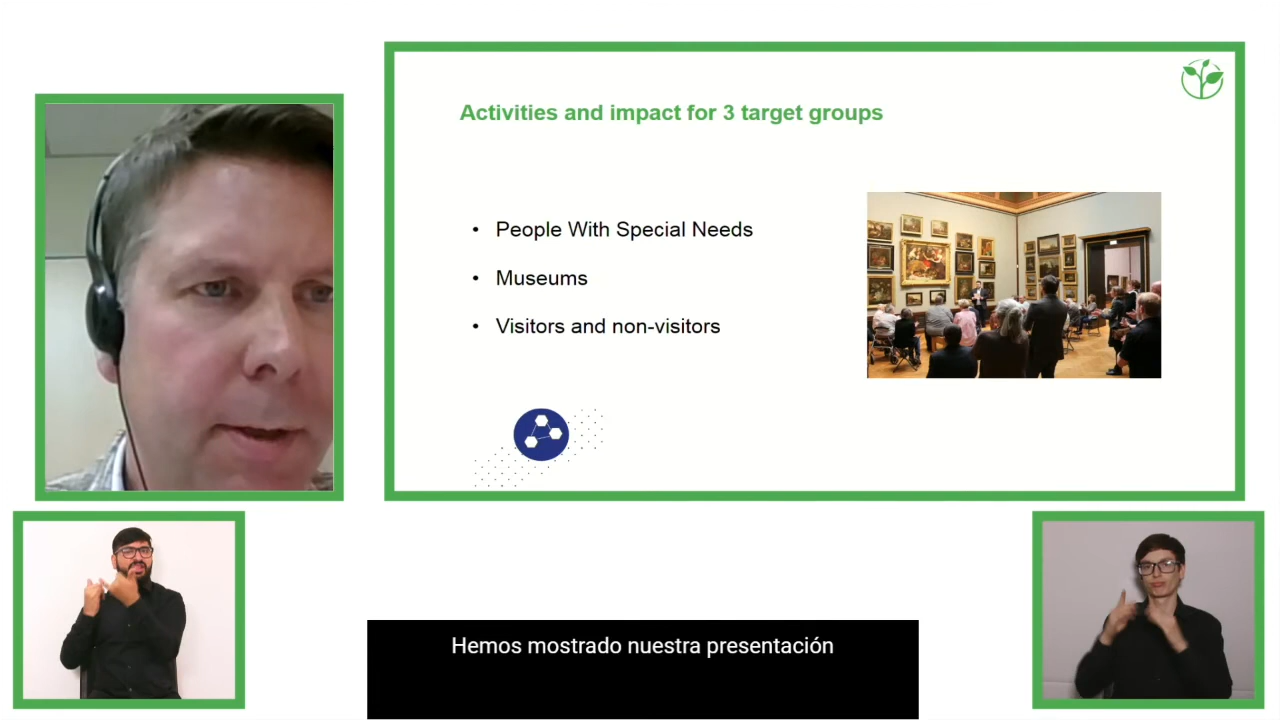 Activities and impact for 3 target groups
• People With Special Needs
• Museums
• Visitors and non-visitors
Hemos mostrado nuestra presentación